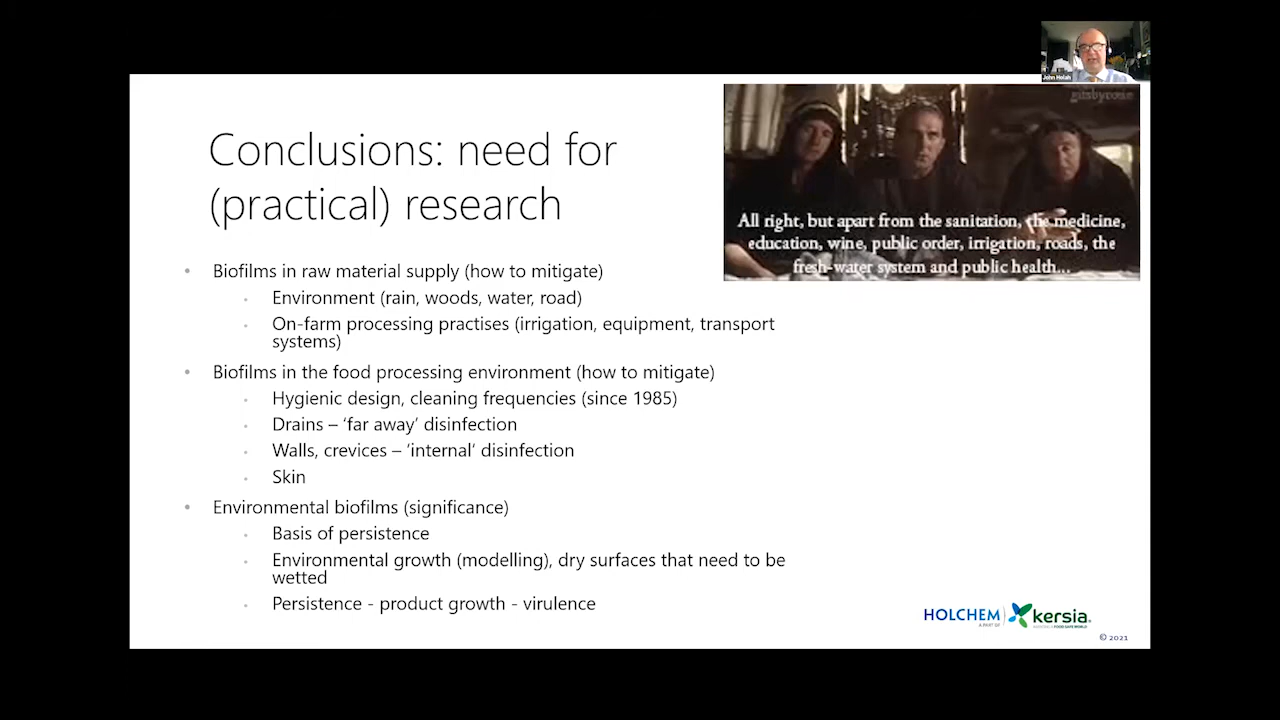 John Holah
gifsbyrosie
All right, but apart from the sanitation, the medicine,
education, wine, public order, irrigation, roads, the
fresh-water system and public health...
Conclusions: need for
(practical) research
• Biofilms in raw material supply (how to mitigate)
• Environment (rain, woods, water, road)
• On-farm processing practises (irrigation, equipment, transport
systems)
• Biofilms in the food processing environment (how to mitigate)
• Hygienic design, cleaning frequencies (since 1985)
• Drains – ‘far away’ disinfection
• Walls, crevices – ‘internal’ disinfection
• Skin
• Environmental biofilms (significance)
• Basis of persistence
• Environmental growth (modelling), dry surfaces that need to be
wetted
• Persistence - product growth - virulence
HOLCHEM
A PART OF
kersia.
© 2021